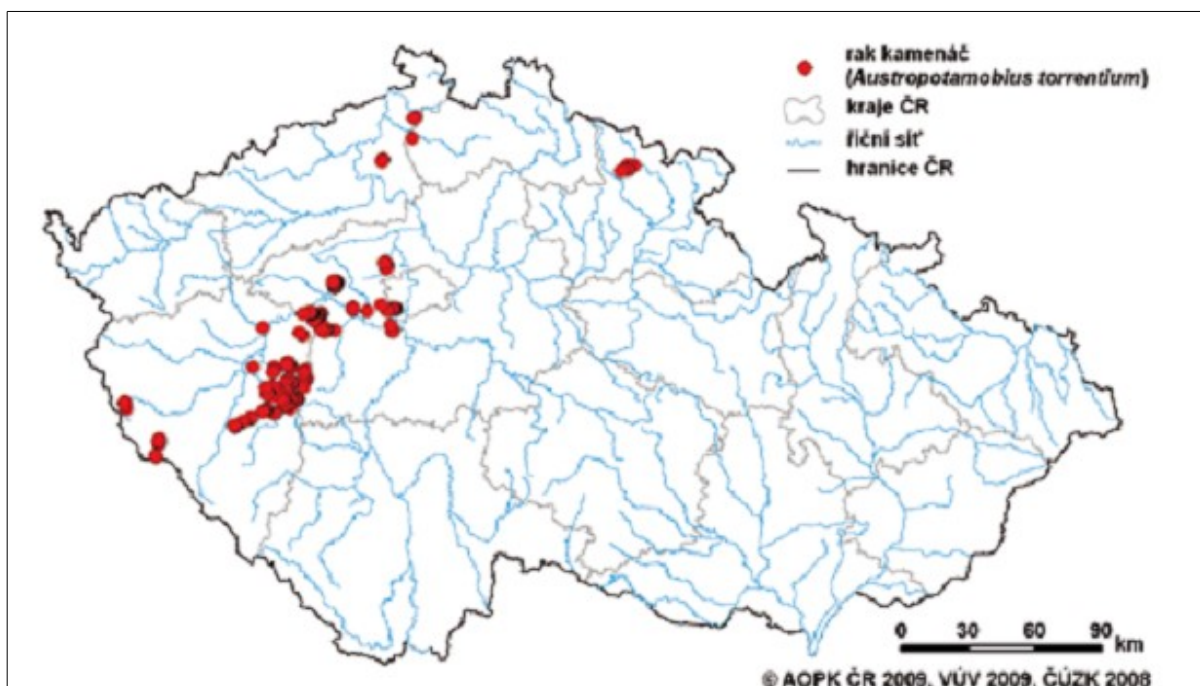 rak kamenáč
(Austropotamobius torrentium)
kraje ČR
říční síť
hranice ČR
0 30 60 90 km
© AOPK ČR 2009, VÚV 2009, ČÚZK 2008